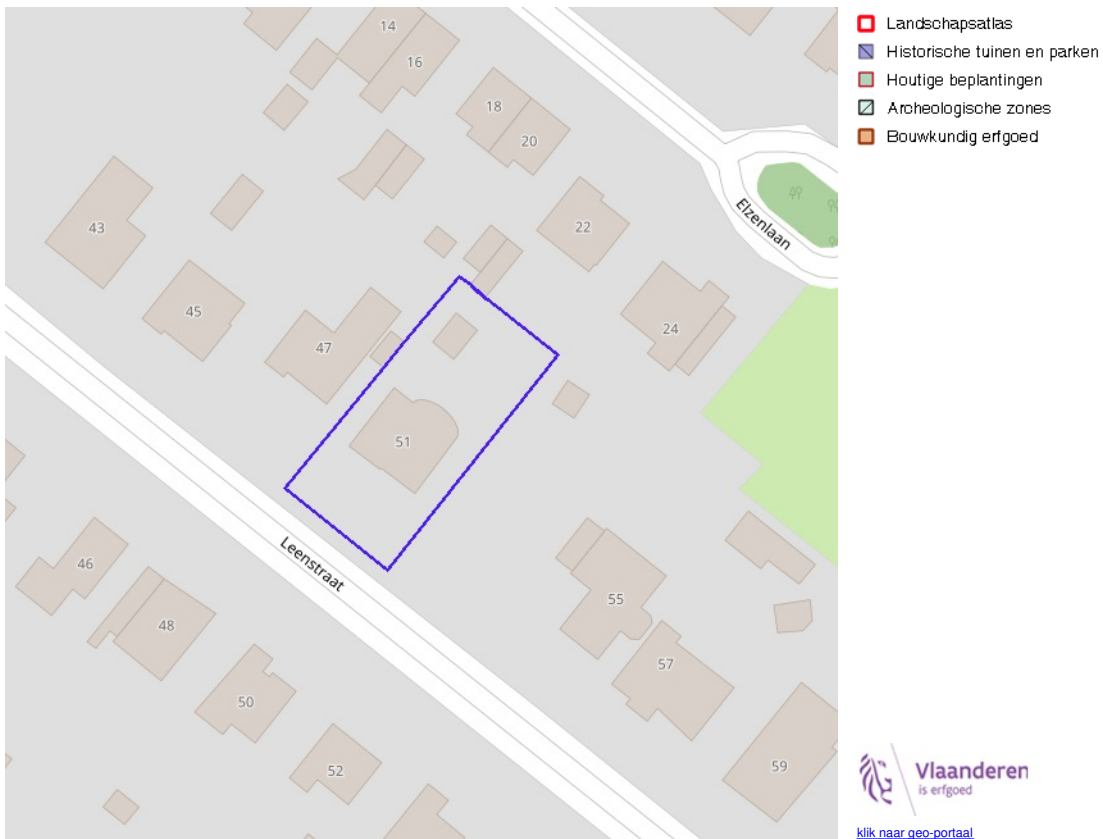 14
16
18
20
22
24
43
45
47
51
Elzenlaan
Leenstraat
46
48
50
52
55
57
59
Landschapsatlas
Historische tuinen en parken
Houtige beplantingen
Archeologische zones
Bouwkundig erfgoed
Vlaanderen
is erfgoed
klik naar geo-portaal